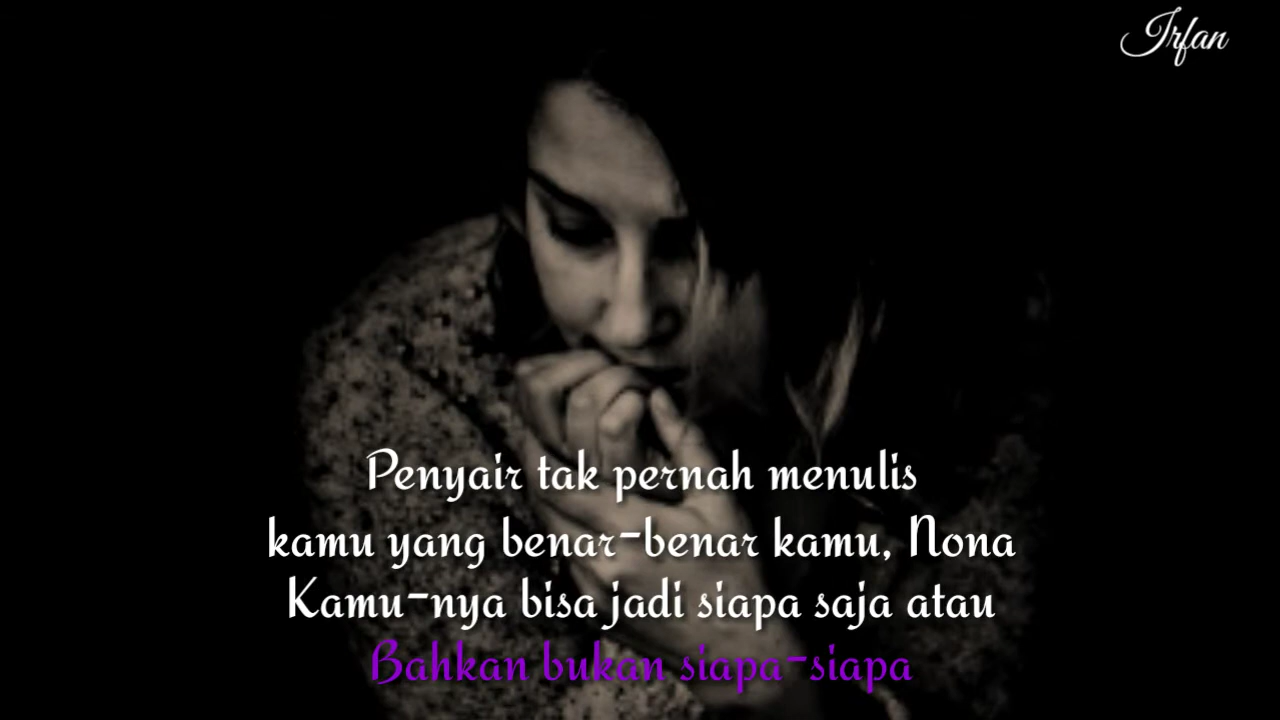 Irfan
Penyair tak pernah menulis
kamu yang benar-benar kamu, Nona
Kamu-nya bisa jadi siapa saja atau
Bahkan bukan siapa-siapa